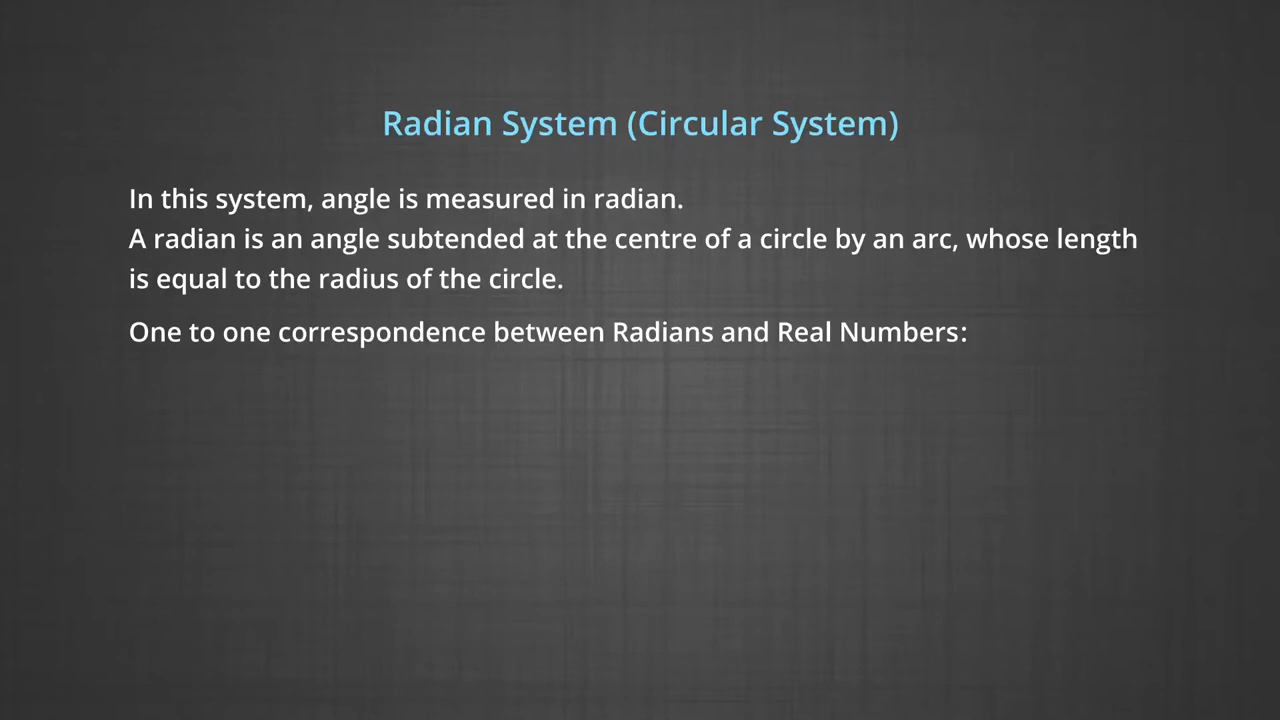 Radian System (Circular System)
In this system, angle is measured in radian.
A radian is an angle subtended at the centre of a circle by an arc, whose length
is equal to the radius of the circle.
One to one correspondence between Radians and Real Numbers: